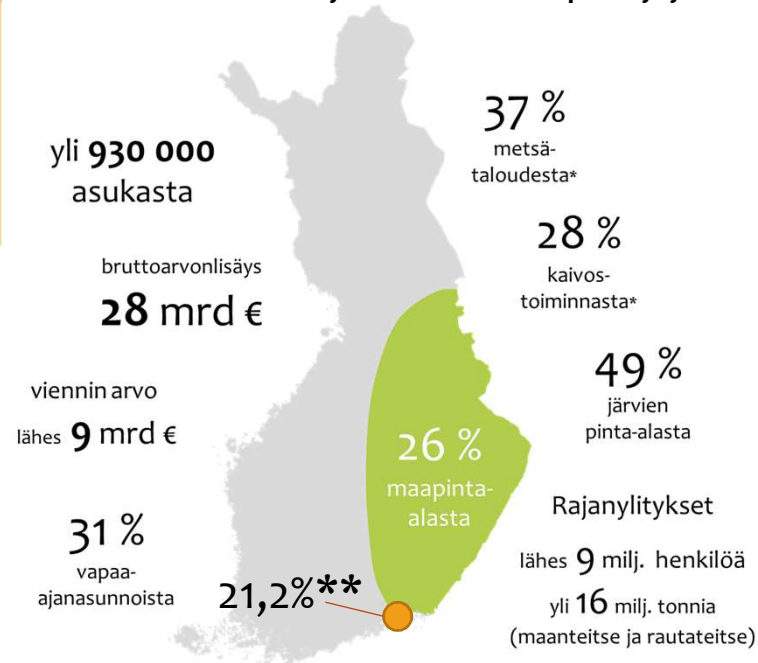 yli 930 000
asukasta
bruttoarvonlisäys
28 mrd €
viennin arvo
lähes 9 mrd €
31 %
vapaa-
ajanasunnoista
21,2%**
26 %
maapinta-
alasta
37 %
metsä-
taloudesta*
28 %
kaivos-
toiminnasta*
49 %
järvien
pinta-alasta
Rajanylitykset
lähes 9 milj. henkilöä
yli 16 milj. tonnia
(maanteitse ja rautateitse)